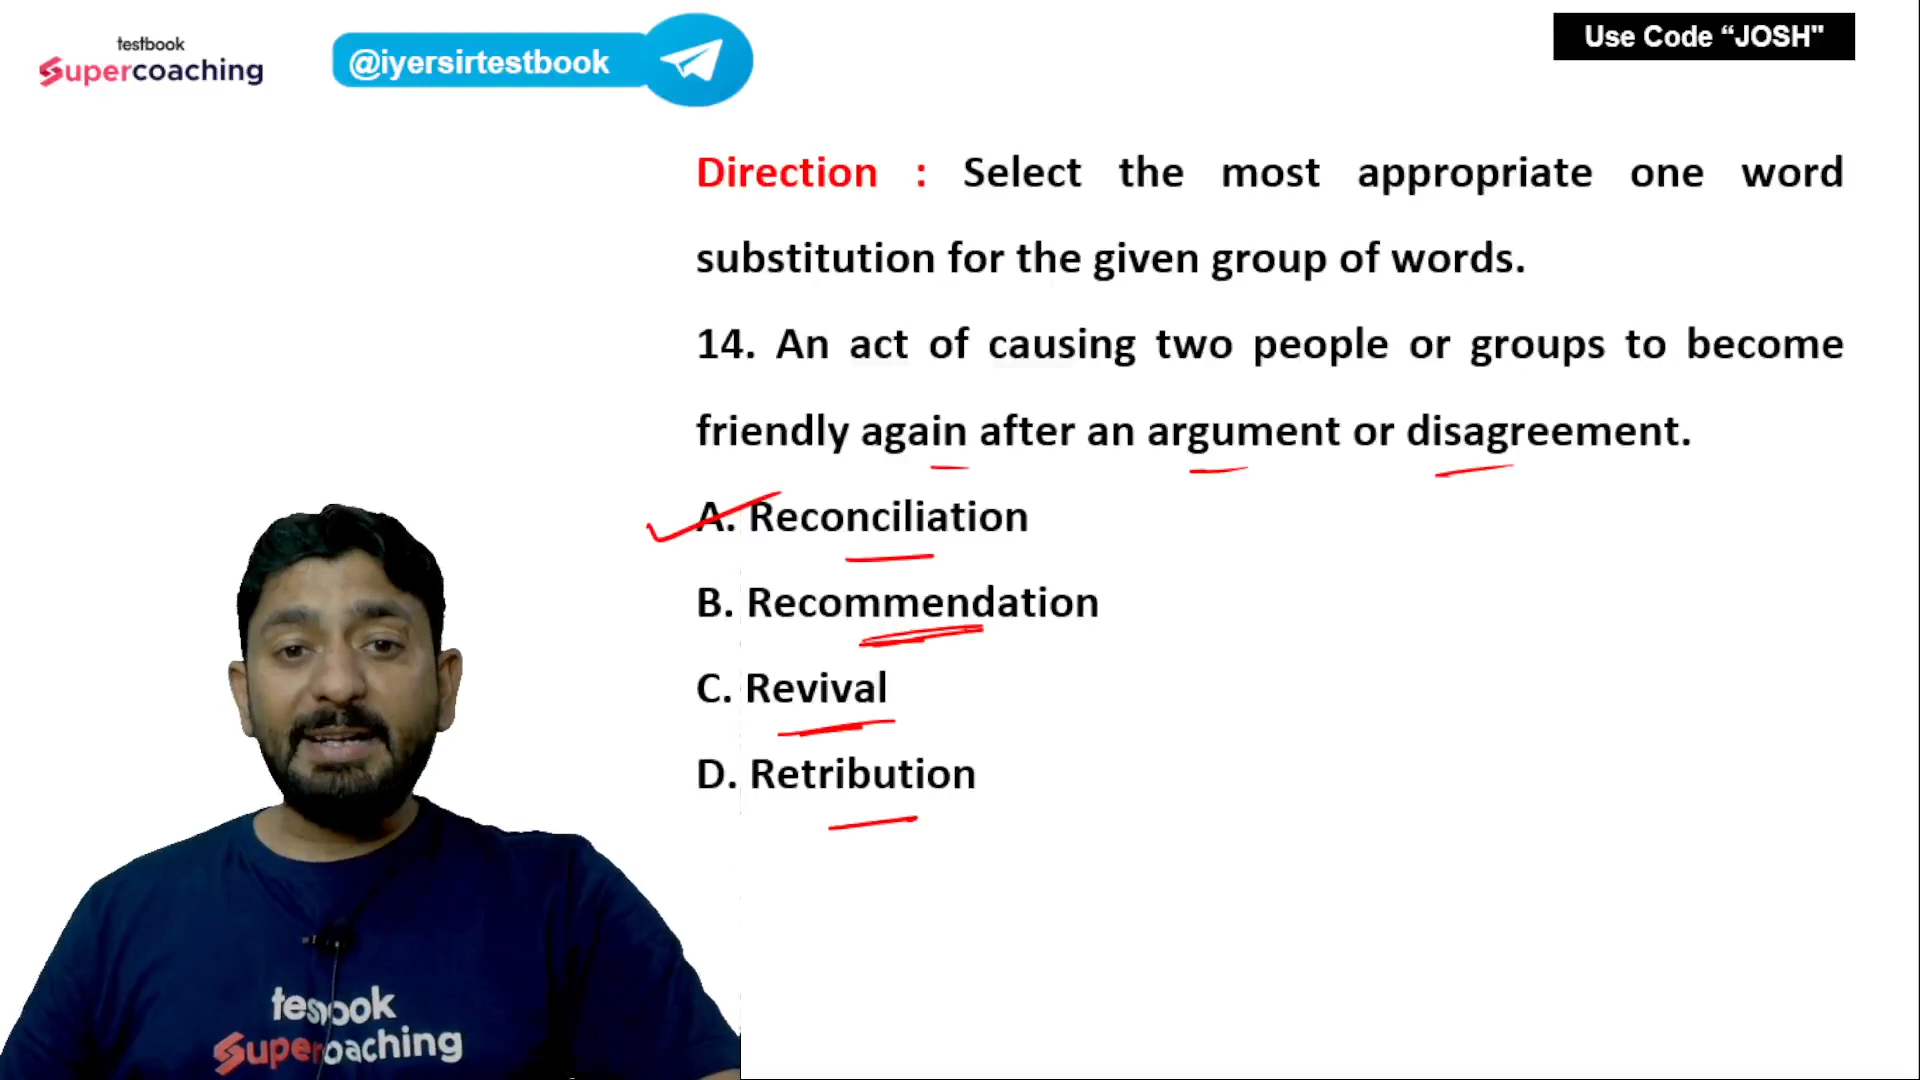 testbook
Supercoaching
@iyersirtestbook
Use Code “JOSH"
Direction : Select the most appropriate one word
substitution for the given group of words.
14. An act of causing two people or groups to become
friendly again after an argument or disagreement.
A. Reconciliation
B. Recommendation
C. Revival
D. Retribution
testbook
Supercoaching